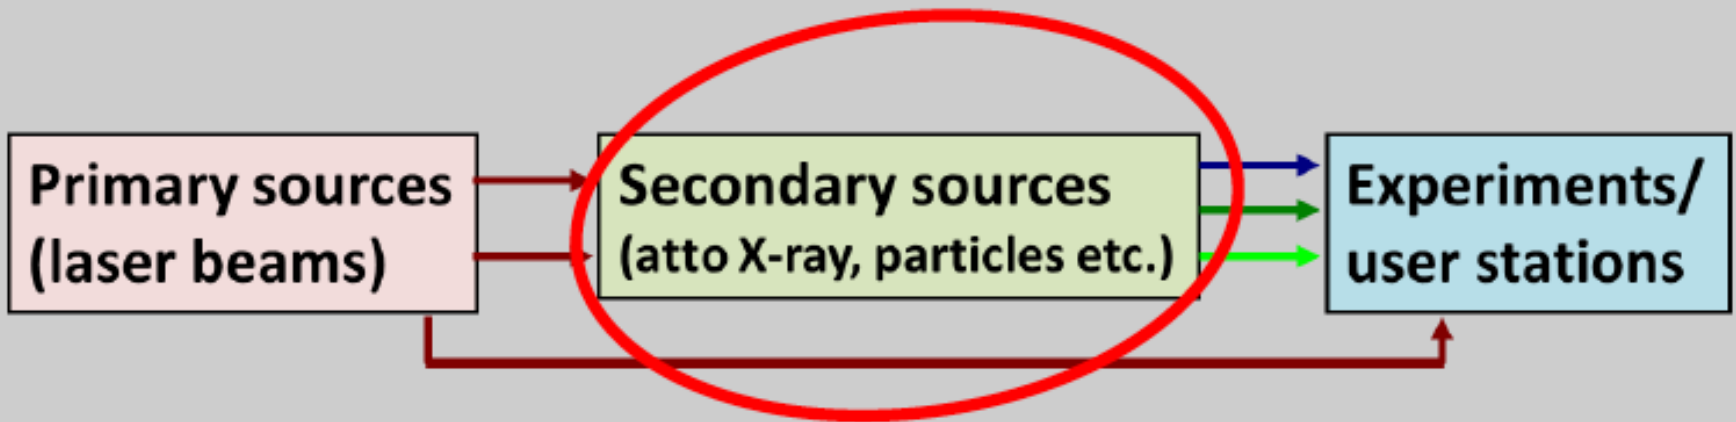 Primary sources
(laser beams)
Secondary sources
(atto X-ray, particles etc.)
Experiments/
user stations